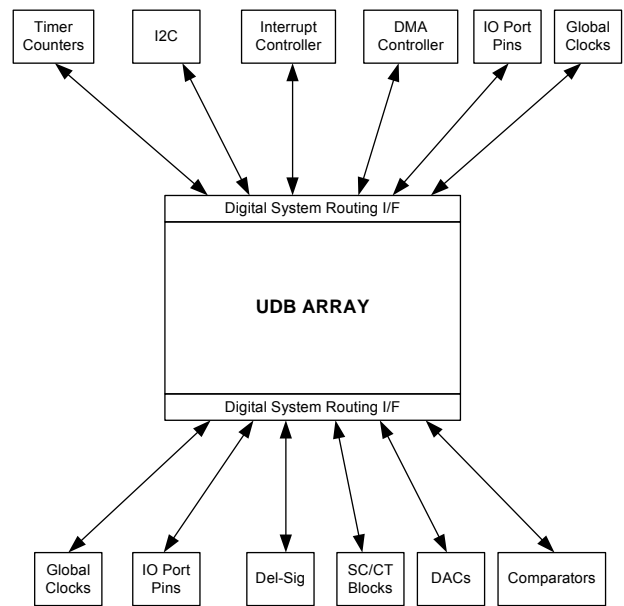 Timer
Counters
I2C
Interrupt
Controller
DMA
Controller
IO Port
Pins
Global
Clocks
Digital System Routing I/F
UDB ARRAY
Digital System Routing I/F
Global
Clocks
IO Port
Pins
Del-Sig
SC/CT
Blocks
DACs
Comparators